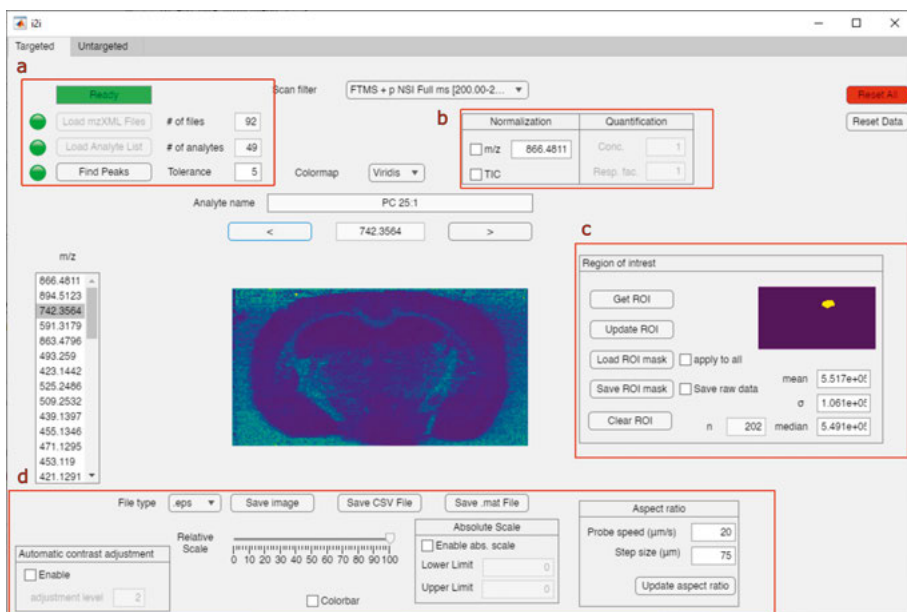 i2i
Targeted Untargeted
a
Ready
Scan filter FTMS + p NSI Full ms [200.00-2...
Reset All
Load mzXML Files # of files 92
b
Normalization Quantification
Reset Data
m/z 866.4811 Conc. 1
Load Analyte List # of analytes 49
Find Peaks Tolerance 5
Colormap Viridis
TIC Resp. fac. 1
Analyte name PC 25:1
< 742.3564 >
c
m/z
Region of intrest
866.4811
894.5123
742.3564
591.3179
863.4796
493.259
423.1442
525.2486
509.2532
439.1397
455.1346
471.1295
453.119
421.1291
Get ROI
Update ROI
Load ROI mask apply to all
Save ROI mask Save raw data
Clear ROI
mean 5.517e+05
σ 1.061e+05
n 202 median 5.491e+05
d
File type .eps Save image Save CSV File Save .mat File
Automatic contrast adjustment
Enable
adjustment level 2
Relative
Scale
0 10 20 30 40 50 60 70 80 90 100
Colorbar
Absolute Scale
Enable abs. scale
Lower Limit 0
Upper Limit 0
Aspect ratio
Probe speed (µm/s) 20
Step size (µm) 75
Update aspect ratio